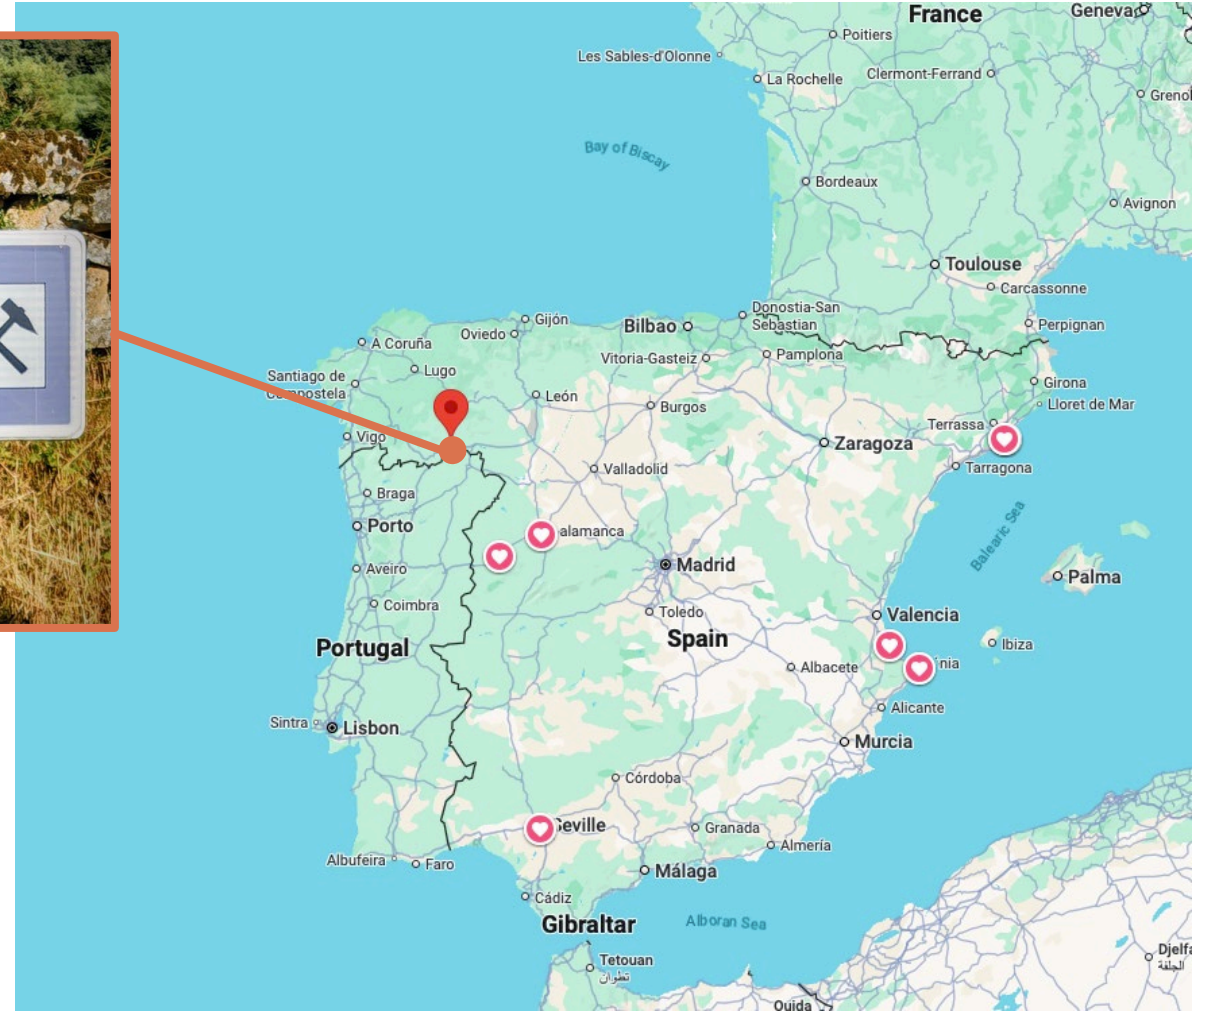 France
Geneva
Poitiers
Les Sables-d'Olonne
La Rochelle
Clermont-Ferrand
Grenol
Bay of Biscay
Bordeaux
Avignon
Toulouse
Carcassonne
Donostia-San
Sebastian
Perpignan
Gijón
Oviedo
Bilbao
A Coruña
Vitoria-Gasteiz
Pamplona
Lugo
Santiago de
Compostela
León
Burgos
Girona
Lloret de Mar
Terrassa
Vigo
Zaragoza
Tarragona
Valladolid
Braga
Porto
alamanca
Balearic Sea
Madrid
Aveiro
Palma
Coimbra
Toledo
Valencia
Portugal
Spain
Ibiza
Albacete
nia
Alicante
Sintra
Lisbon
Murcia
Córdoba
Seville
Granada
Almería
Albufeira
Faro
Málaga
Cádiz
Gibraltar
Alboran Sea
Tetouan
تطوان
Djelfa
الجلفة
Oujda